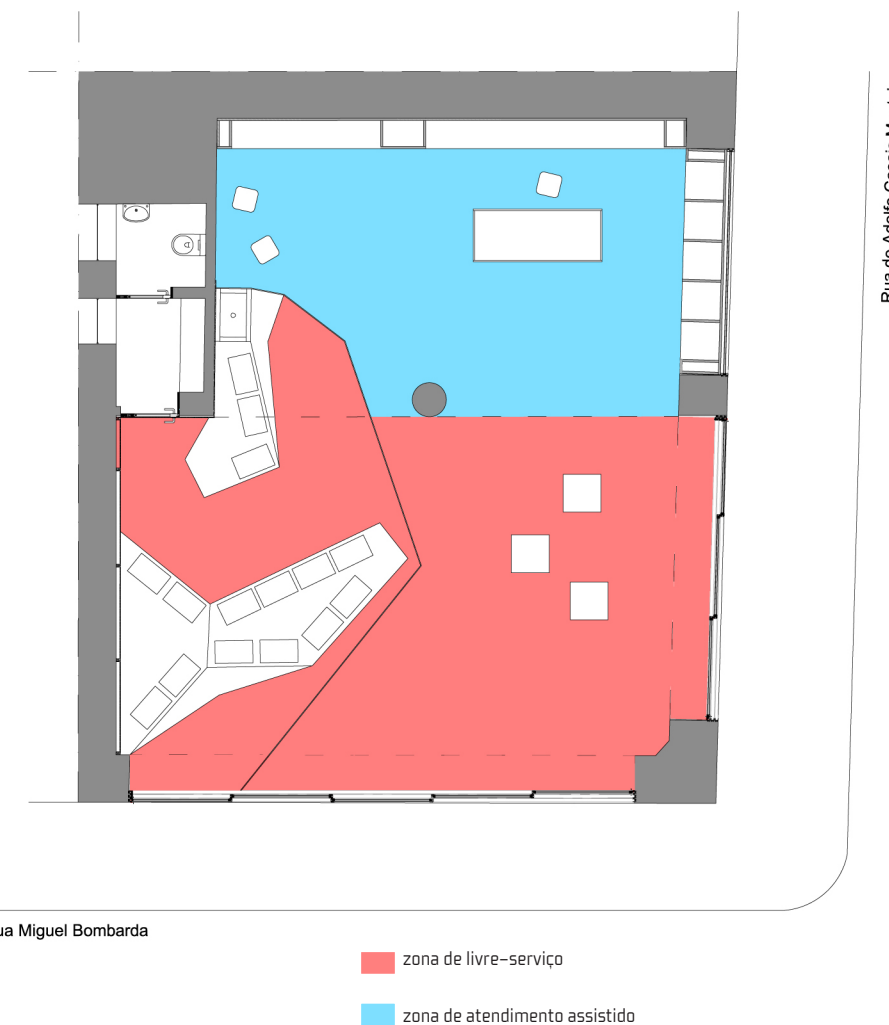 Rua de Adolfo
ua Miguel Bombarda
zona de livre-serviço
zona de atendimento assistido